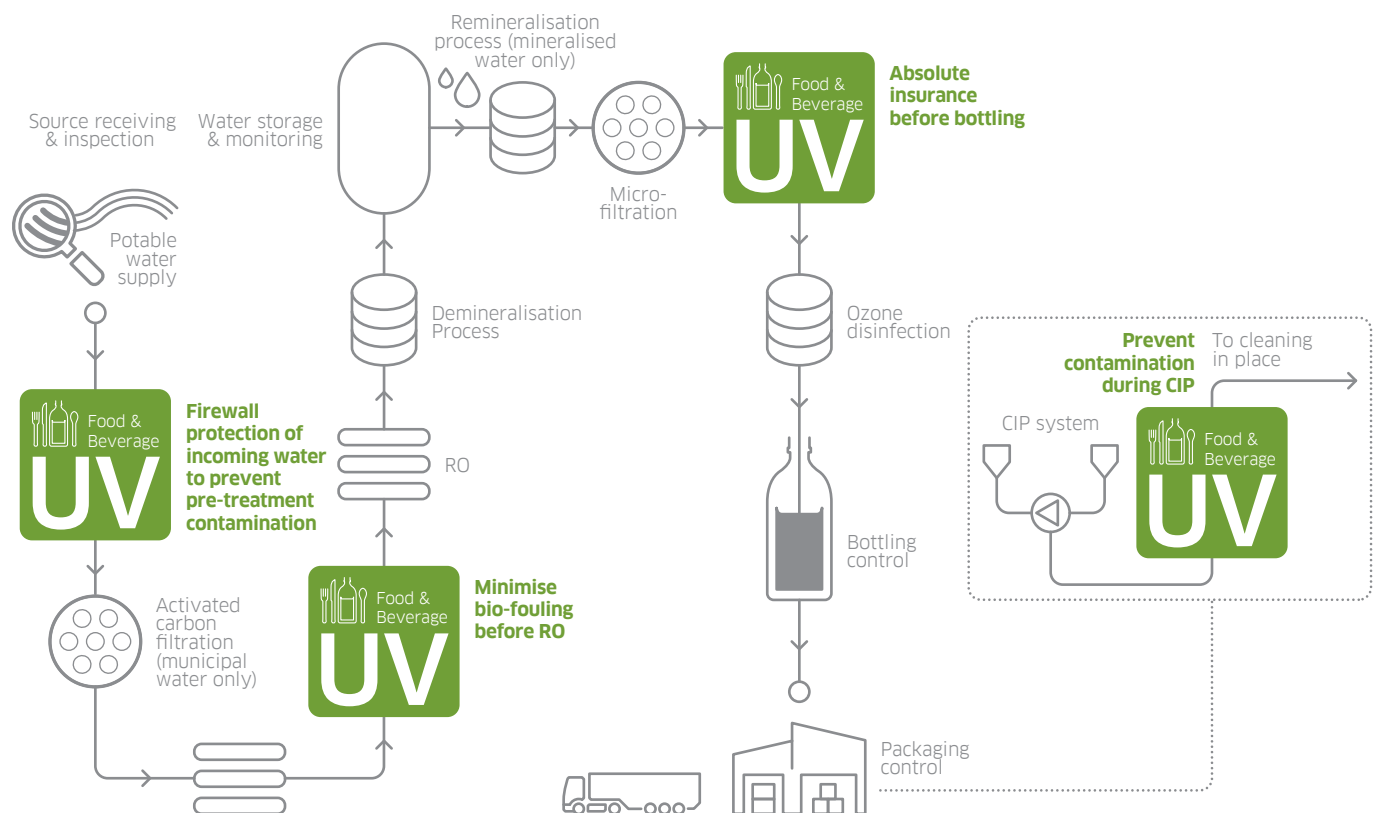 Source receiving
& inspection
Potable
water
supply
Food &
Beverage
UV
Firewall
protection of
incoming water
to prevent
pre-treatment
contamination
Activated
carbon
filtration
(municipal
water only)
Food &
Beverage
UV
Minimise
bio-fouling
before RO
RO
Demineralisation
Process
Water storage
& monitoring
Remineralisation
process (mineralised
water only)
Micro-
filtration
Food &
Beverage
UV
Absolute
insurance
before bottling
Ozone
disinfection
Bottling
control
Packaging
control
CIP system
Prevent
contamination
during CIP
Food &
Beverage
UV
To cleaning
in place